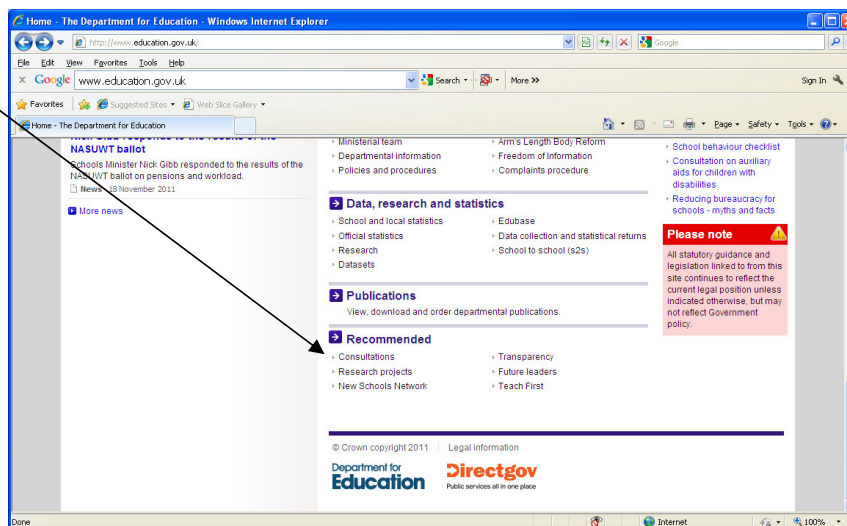 Home - The Department for Education - Windows Internet Explorer
http://www.education.gov.uk/
Google
File Edit View Favorites Tools Help
x Google www.education.gov.uk Search More >> Sign In
Favorites Suggested Sites Web Slice Gallery
Home - The Department for Education
Page Safety Tools
Nick Gibb responds to the results of the
NASUWT ballot
Schools Minister Nick Gibb responded to the results of the
NASUWT ballot on pensions and workload.
News - 18 November 2011
More news
Ministerial team
Departmental information
Policies and procedures
Arm's Length Body Reform
Freedom of Information
Complaints procedure
Data, research and statistics
School and local statistics
Official statistics
Research
Datasets
Edubase
Data collection and statistical returns
School to school (s2s)
Publications
View, download and order departmental publications.
Recommended
Consultations
Research projects
New Schools Network
Transparency
Future leaders
Teach First
School behaviour checklist
Consultation on auxiliary
aids for children with
disabilities
Reducing bureaucracy for
schools - myths and facts
Please note
All statutory guidance and
legislation linked to from this
site continues to reflect the
current legal position unless
indicated otherwise, but may
not reflect Government
policy.
© Crown copyright 2011 Legal information
Department for
Education
Directgov
Public services all in one place
Done Internet 100%